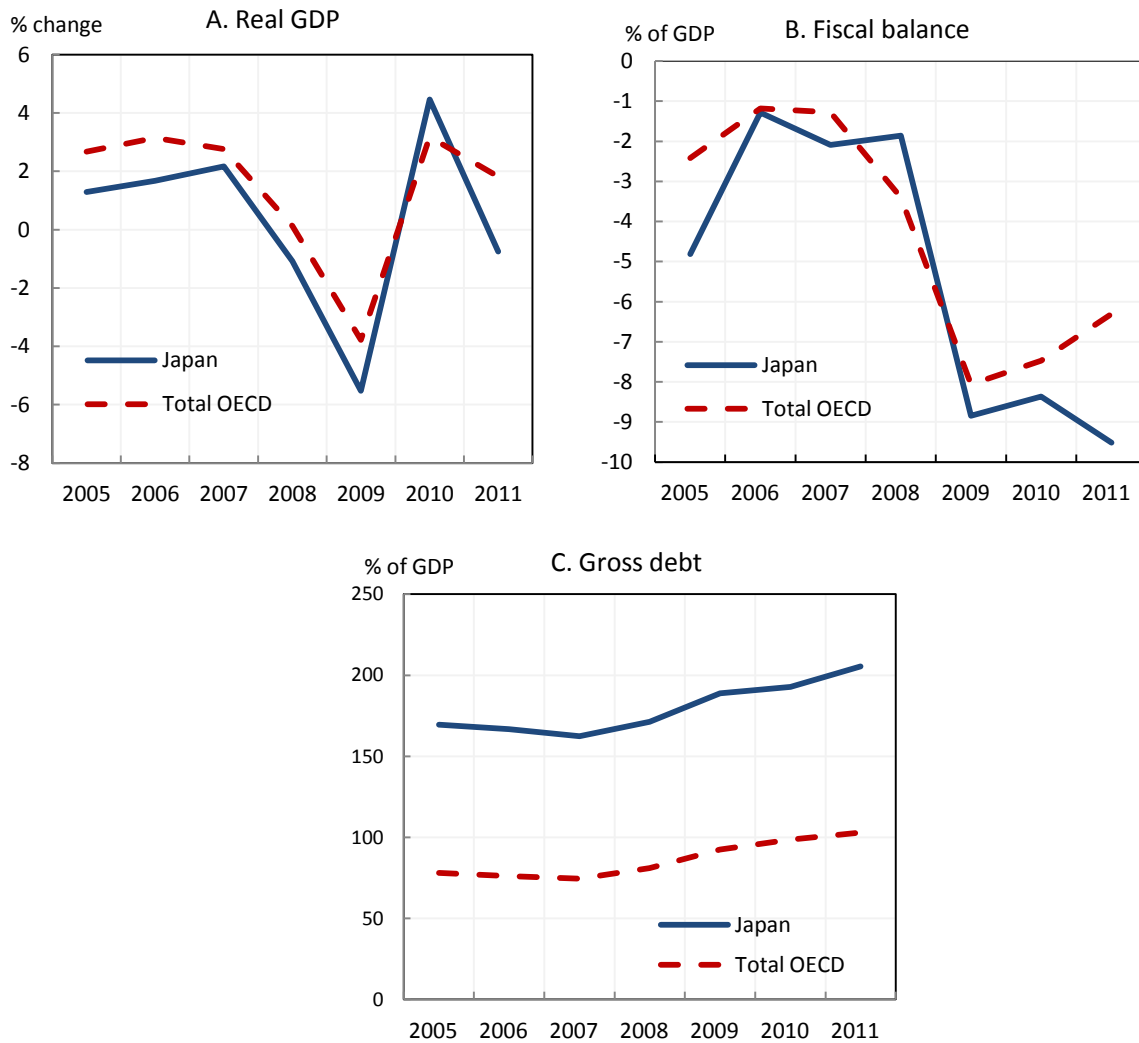 A. Real GDP
% change
6
4
2
0
-2
-4
-6
-8
Japan
Total OECD
2005 2006 2007 2008 2009 2010 2011
B. Fiscal balance
% of GDP
0
-1
-2
-3
-4
-5
-6
-7
-8
-9
-10
Japan
Total OECD
2005 2006 2007 2008 2009 2010 2011
C. Gross debt
% of GDP
250
200
150
100
50
0
Japan
Total OECD
2005 2006 2007 2008 2009 2010 2011